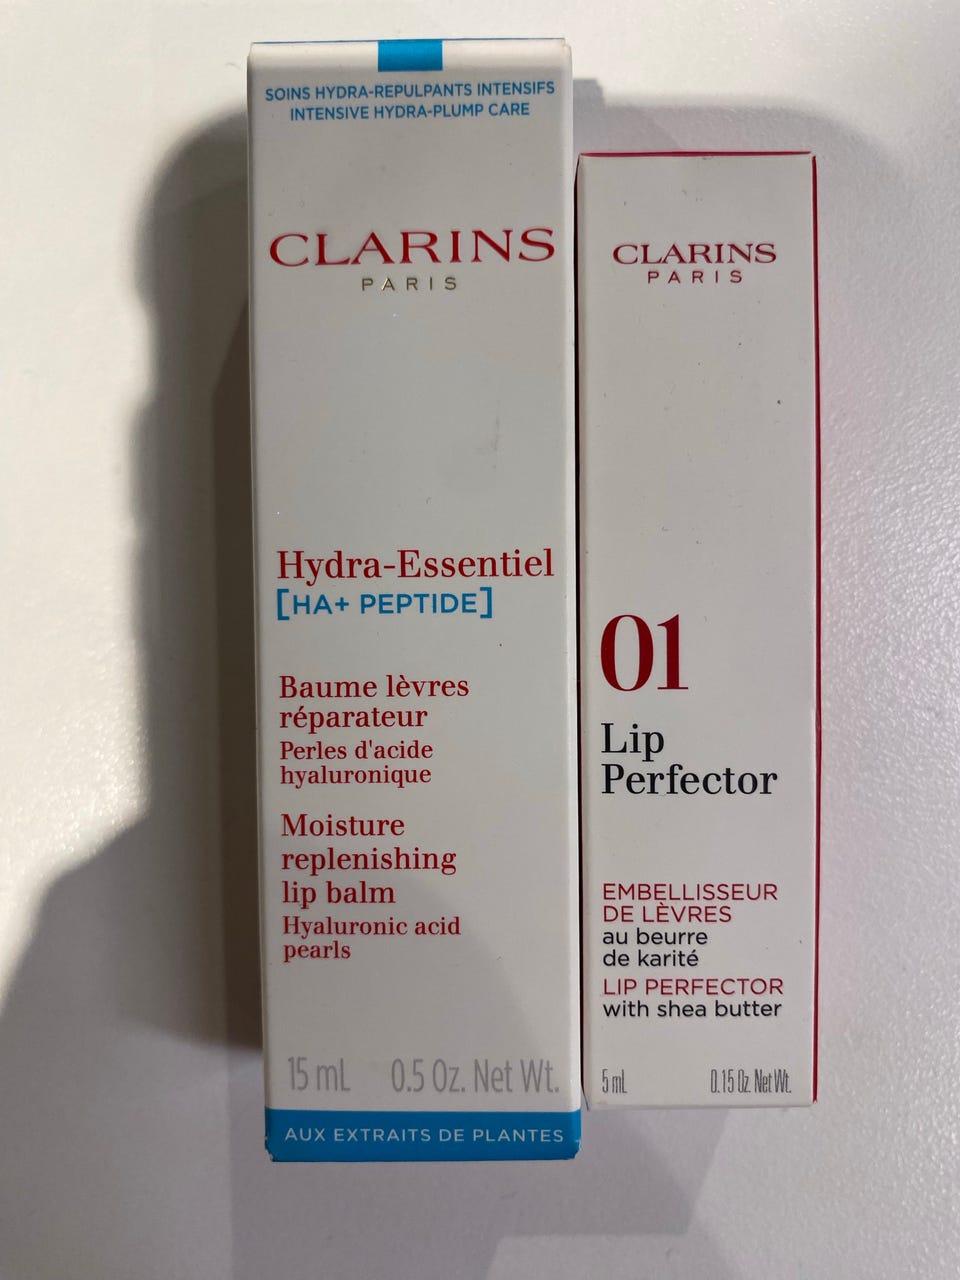 SOINS HYDRA-REPULPANTS INTENSIFS
INTENSIVE HYDRA-PLUMP CARE
CLARINS
PARIS
Hydra-Essentiel
[HA+ PEPTIDE]
Baume lèvres
réparateur
Perles d'acide
hyaluronique
Moisture
replenishing
lip balm
Hyaluronic acid
pearls
15 mL 0.5 Oz. Net Wt.
AUX EXTRAITS DE PLANTES
CLARINS
PARIS
01
Lip
Perfector
EMBELLISSEUR
DE LÈVRES
au beurre
de karité
LIP PERFECTOR
with shea butter
5 mL 0.15 Oz. Net Wt.